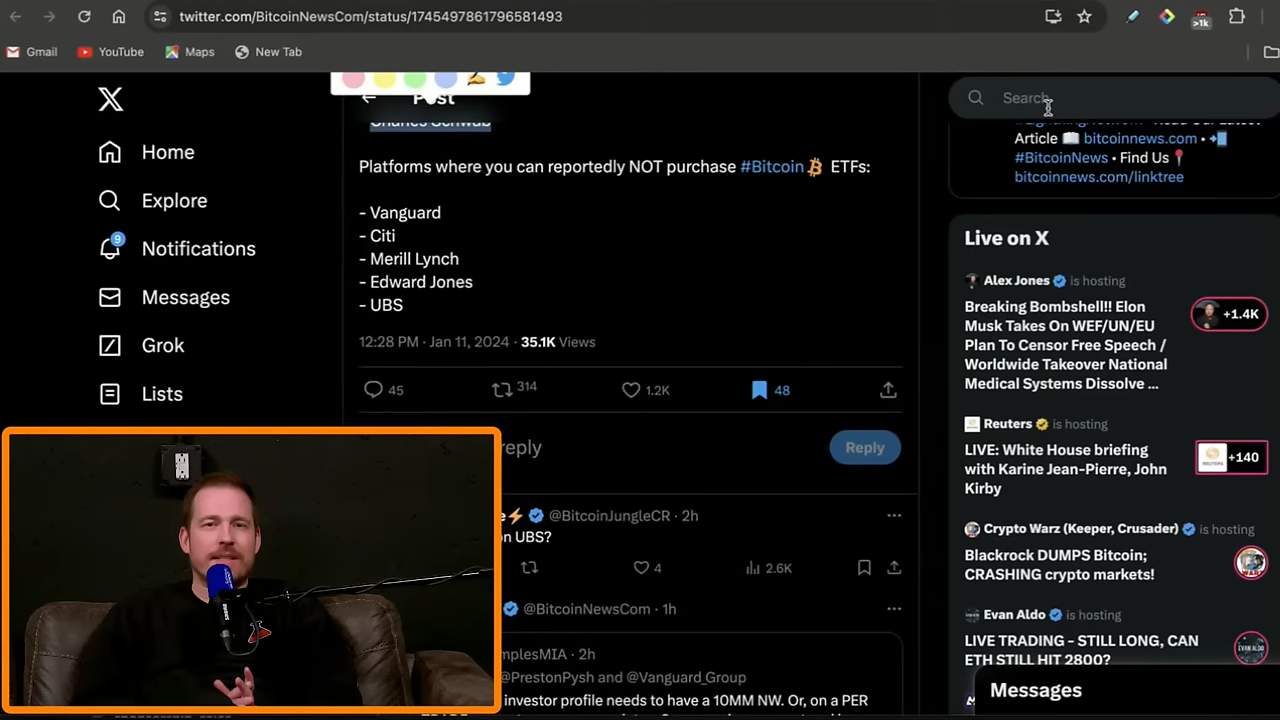 twitter.com/BitcoinNewsCom/status/1745497861796581493
>1k
Gmail
YouTube
Maps
New Tab
Post
Charles Schwab
Platforms where you can reportedly NOT purchase #Bitcoin ETFs:
- Vanguard
- Citi
- Merill Lynch
- Edward Jones
- UBS
12:28 PM · Jan 11, 2024 · 35.1K Views
45
314
1.2K
48
reply
Reply
@BitcoinJungleCR · 2h
on UBS?
4
2.6K
@BitcoinNewsCom · 1h
mplesMIA · 2h
@PrestonPysh and @Vanguard_Group
investor profile needs to have a 10MM NW. Or, on a PER
X
Home
Explore
9
Notifications
Messages
Grok
Lists
Search
Article 📖 bitcoinnews.com • 📲
#BitcoinNews • Find Us 📍
bitcoinnews.com/linktree
Live on X
Alex Jones is hosting
Breaking Bombshell!! Elon
Musk Takes On WEF/UN/EU
Plan To Censor Free Speech /
Worldwide Takeover National
Medical Systems Dissolve ...
+1.4K
Reuters is hosting
LIVE: White House briefing
with Karine Jean-Pierre, John
Kirby
REUTERS
+140
Crypto Warz (Keeper, Crusader) is hosting
Blackrock DUMPS Bitcoin;
CRASHING crypto markets!
Evan Aldo is hosting
LIVE TRADING - STILL LONG, CAN
ETH STILL HIT 2800?
Messages